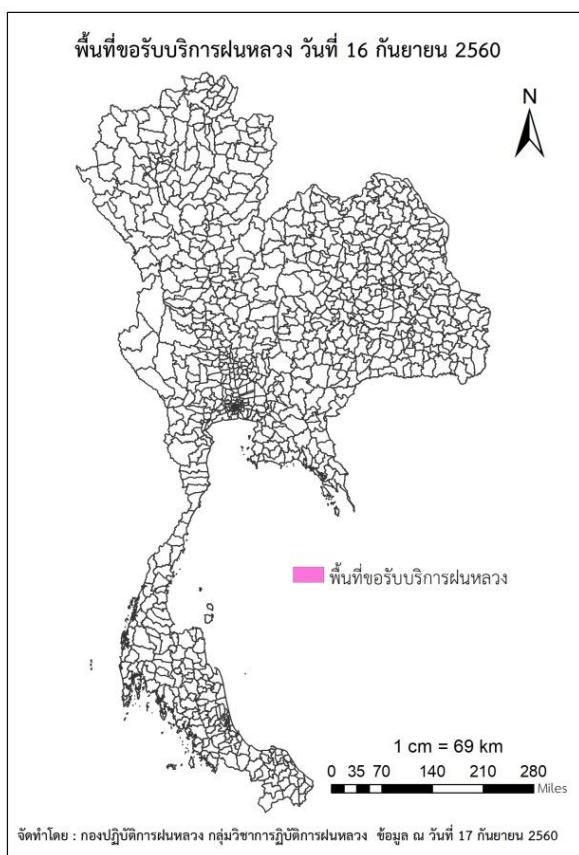 พื้นที่ขอรับบริการฝนหลวง วันที่ 16 กันยายน 2560
N
พื้นที่ขอรับบริการฝนหลวง
1 cm = 69 km
0 35 70 140 210 280
Miles
จัดทำโดย : กองปฏิบัติการฝนหลวง กลุ่มวิชาการฏิบัติการฝนหลวง ข้อมูล ณ วันที่ 17 กันยายน 2560